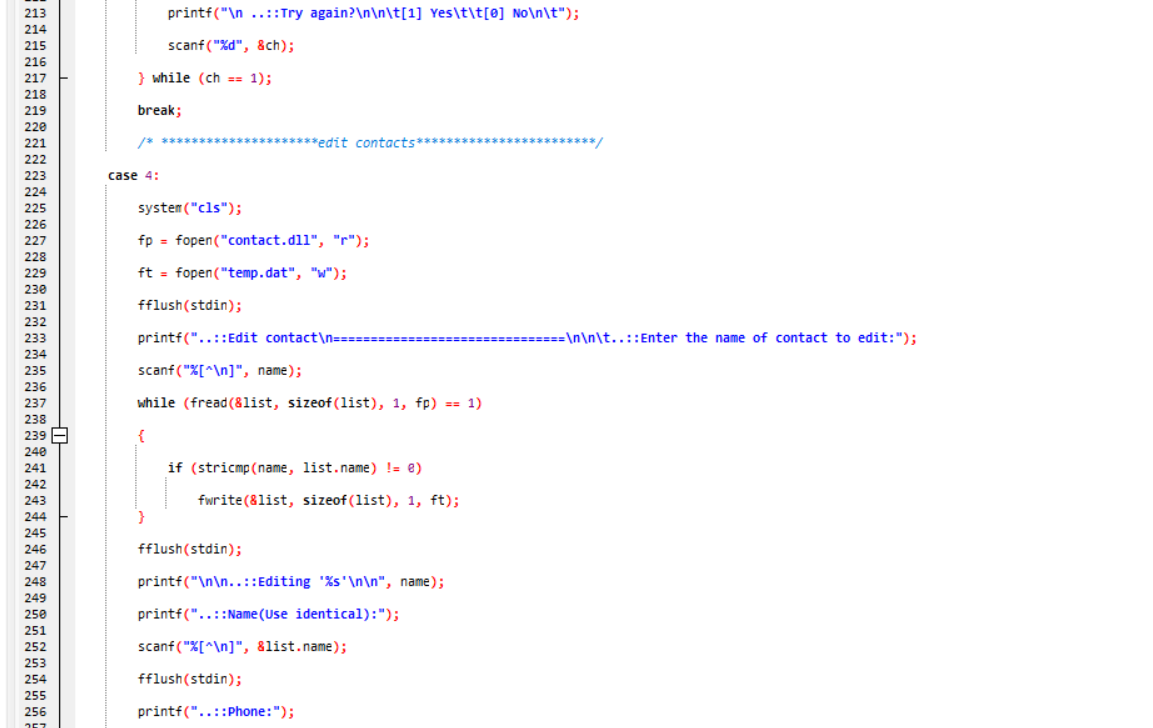 213 printf("\n ..::Try again?\n\n\t[1] Yes\t\t[0] No\n\t");
214
215 scanf("%d", &ch);
216
217 } while (ch == 1);
218
219 break;
220
221 /* *********************edit contacts************************/
222
223 case 4:
224
225 system("cls");
226
227 fp = fopen("contact.dll", "r");
228
229 ft = fopen("temp.dat", "w");
230
231 fflush(stdin);
232
233 printf("..::Edit contact\n===============================\n\n\t..::Enter the name of contact to edit:");
234
235 scanf("%[^\n]", name);
236
237 while (fread(&list, sizeof(list), 1, fp) == 1)
238
239 {
240
241 if (stricmp(name, list.name) != 0)
242
243 fwrite(&list, sizeof(list), 1, ft);
244 }
245
246 fflush(stdin);
247
248 printf("\n\n..::Editing '%s'\n\n", name);
249
250 printf("..::Name(Use identical):");
251
252 scanf("%[^\n]", &list.name);
253
254 fflush(stdin);
255
256 printf("..::Phone:");